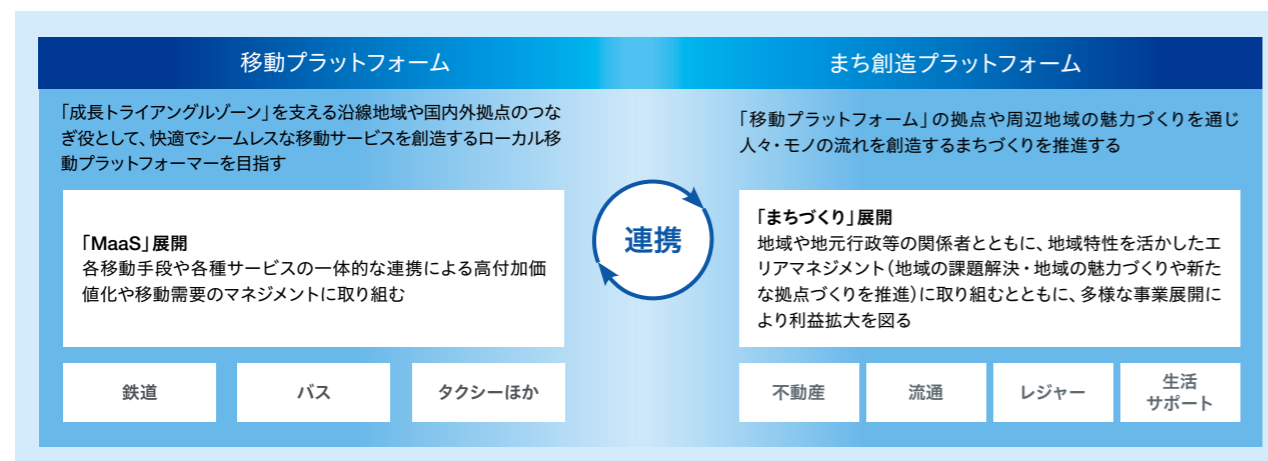 移動プラットフォーム
「成長トライアングルゾーン」を支える沿線地域や国内外拠点のつな
ぎ役として、快適でシームレスな移動サービスを創造するローカル移
動プラットフォーマーを目指す
「MaaS」展開
各移動手段や各種サービスの一体的な連携による高付加価
値化や移動需要のマネジメントに取り組む
鉄道
バス
タクシーほか
連携
まち創造プラットフォーム
「移動プラットフォーム」の拠点や周辺地域の魅力づくりを通じ
人々・モノの流れを創造するまちづくりを推進する
「まちづくり」展開
地域や地元行政等の関係者とともに、地域特性を活かしたエ
リアマネジメント（地域の課題解決・地域の魅力づくりや新た
な拠点づくりを推進）に取り組むとともに、多様な事業展開に
より利益拡大を図る
不動産
流通
レジャー
生活
サポート